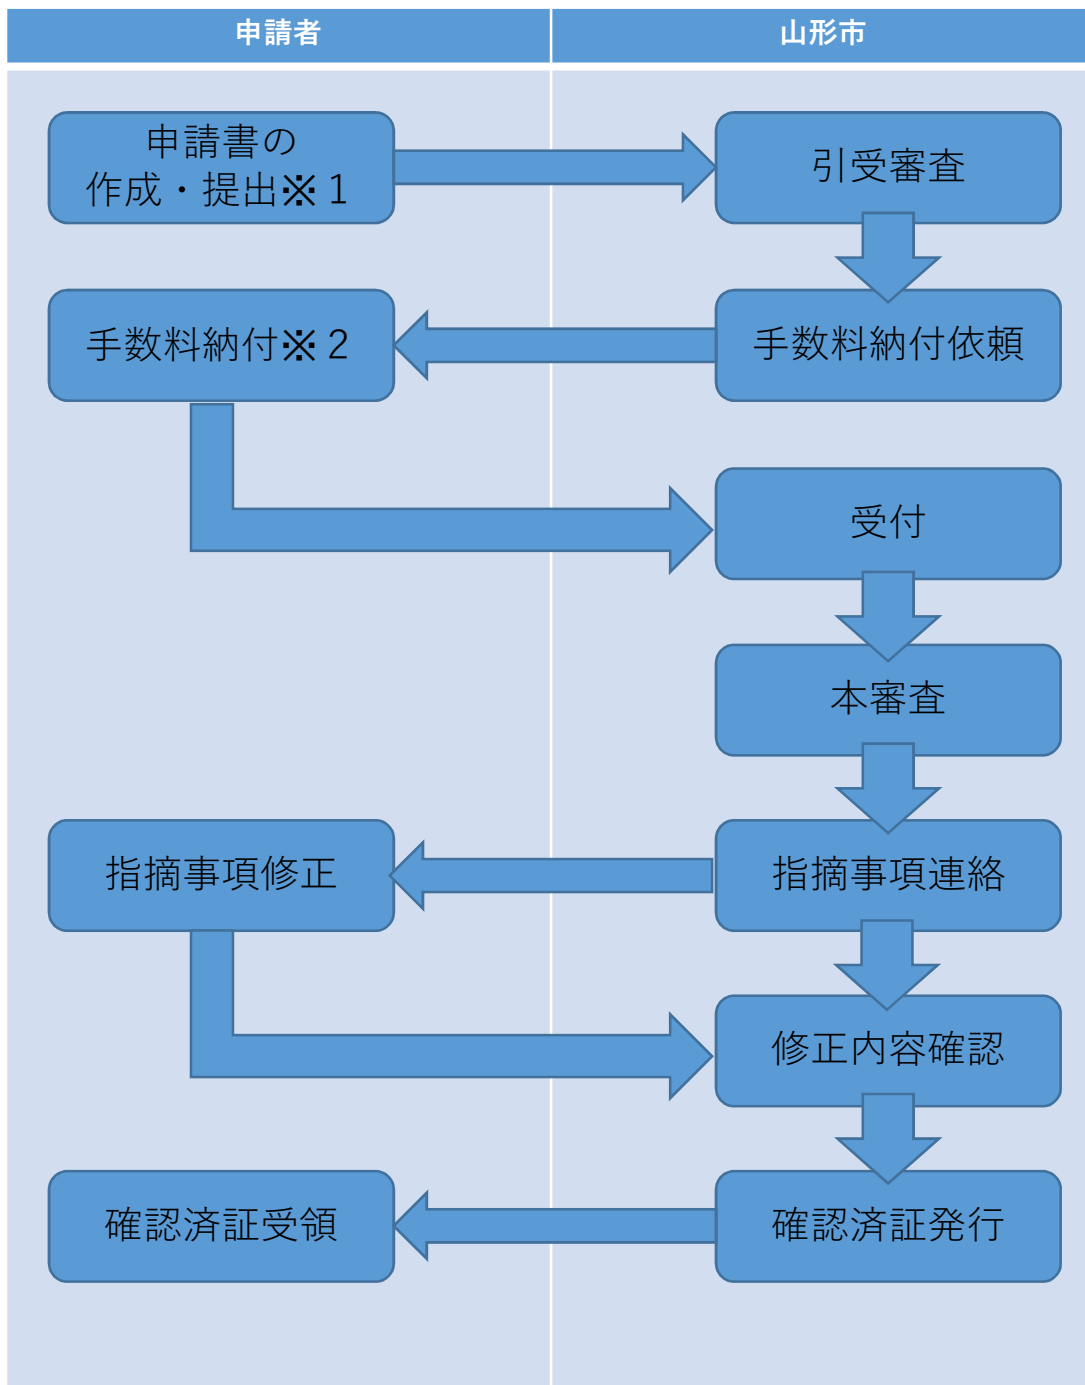 申請者
山形市
申請書の
作成・提出※1
引受審査
手数料納付※2
手数料納付依頼
受付
本審査
指摘事項修正
指摘事項連絡
修正内容確認
確認済証受領
確認済証発行